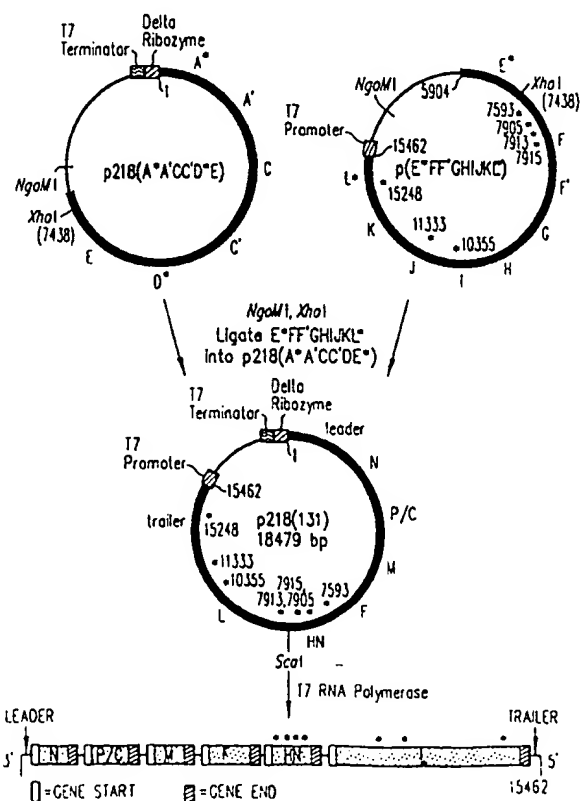 T7
Terminator
Delta
Ribozyme
1
A*
A'
C
C'
D*
E
XhoI
(7438)
NgoMI
p218(A*A'CC'D*E)
T7
Promoter
NgoMI
5904
E*
XhoI
(7438)
7593
7905
7913
7915
F
F'
G
H
I
J
K
L*
15462
15248
11333
10355
p(E*FF'GHIJKL*)
NgoMI, XhoI
Ligate E*FF'GHIJKL*
into p218(A*A'CC'DE*)
T7
Terminator
Delta
Ribozyme
1
leader
T7
Promoter
15462
N
P/C
M
F
HN
L
trailer
15248
11333
10355
7915,
7913,7905
7593
p218(131)
18479 bp
ScaI
T7 RNA Polymerase
LEADER
TRAILER
3'
N
P/C
M
F
HN
L
5'
1
15462
=GENE START
=GENE END